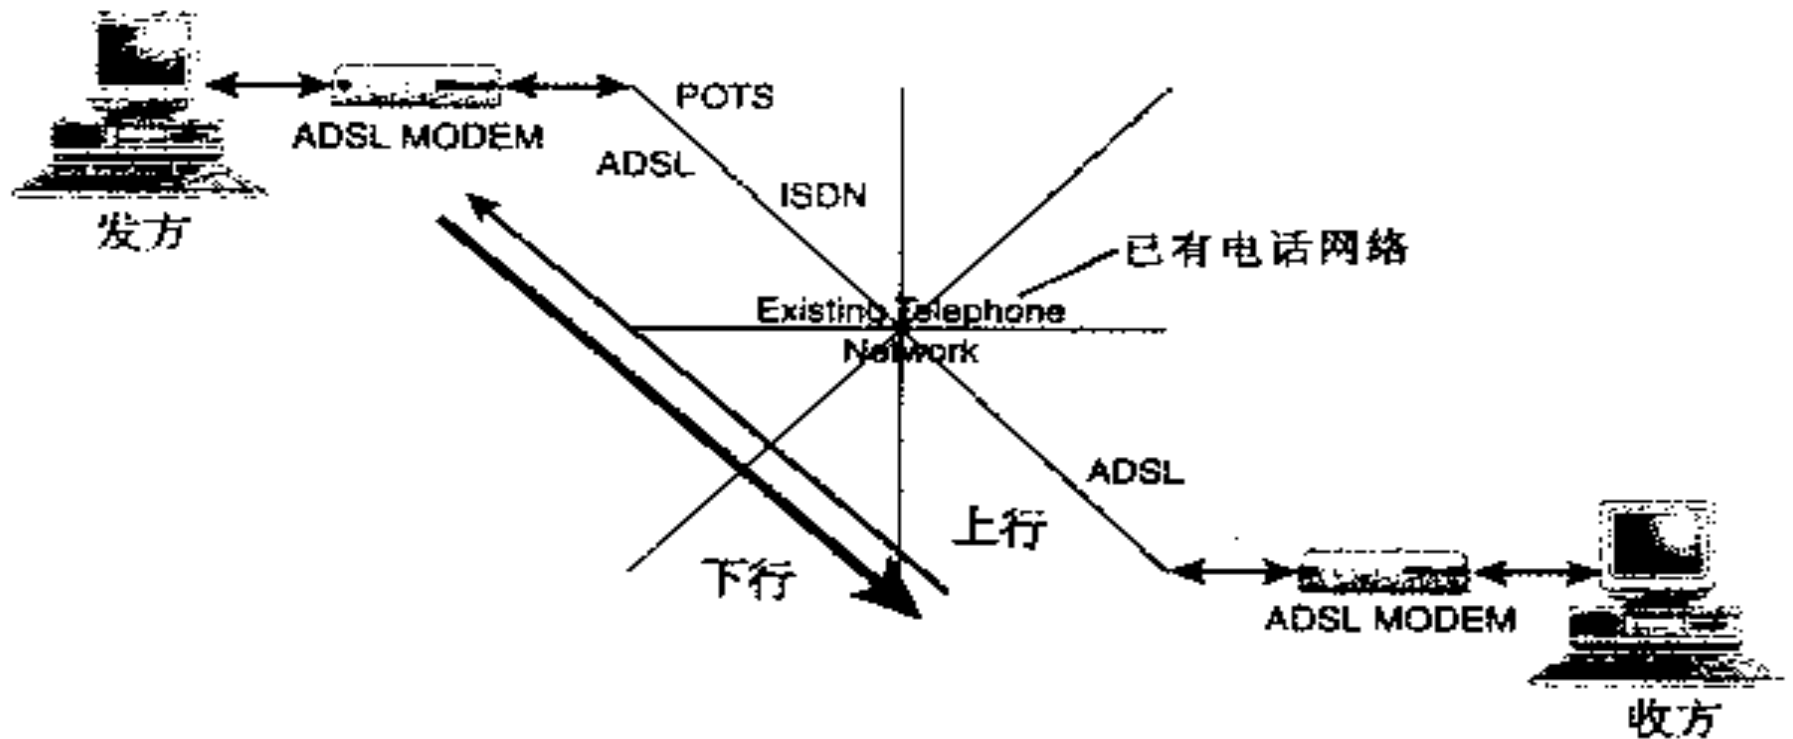 POTS
ADSL MODEM
ADSL
ISDN
发方
已有电话网络
Existing Telephone
Network
ADSL
上行
下行
ADSL MODEM
收方